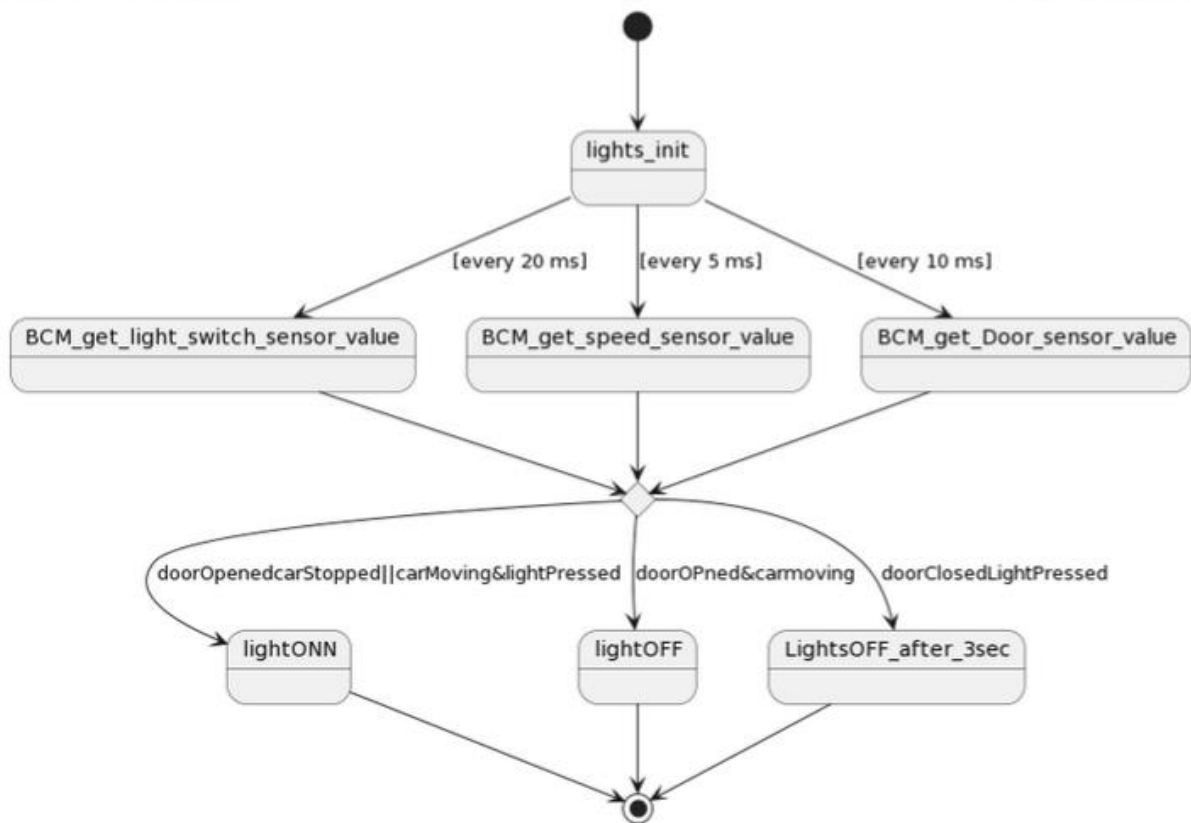 lights_init
[every 20 ms]
[every 5 ms]
[every 10 ms]
BCM_get_light_switch_sensor_value
BCM_get_speed_sensor_value
BCM_get_Door_sensor_value
doorOpenedcarStopped||carMoving&lightPressed
doorOPned&carmoving
doorClosedLightPressed
lightONN
lightOFF
LightsOFF_after_3sec